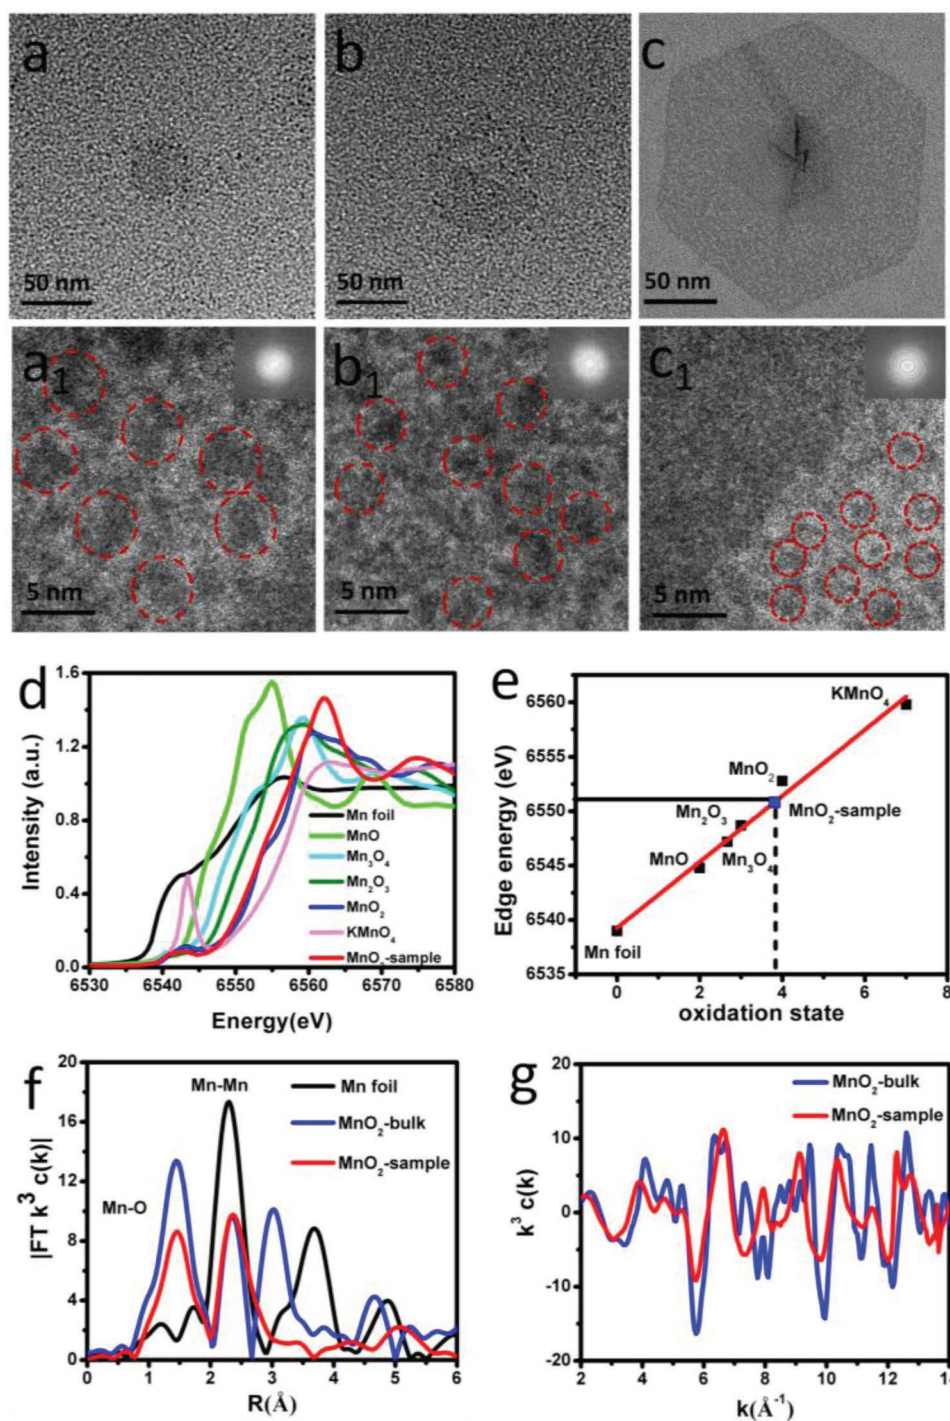 a
b
c
50 nm
50 nm
50 nm
a1
b1
c1
5 nm
5 nm
5 nm
d
1.6
1.2
0.8
0.4
0.0
Intensity (a.u.)
Mn foil
MnO
Mn3O4
Mn2O3
MnO2
KMnO4
MnO2-sample
6530 6540 6550 6560 6570 6580
Energy(eV)
e
6560
6555
6550
6545
6540
6535
Edge energy (eV)
KMnO4
MnO2
Mn2O3
MnO2-sample
MnO
Mn3O4
Mn foil
0 2 4 6 8
oxidation state
f
20
16
12
8
4
0
|FT k3 c(k)|
Mn-Mn
Mn-O
Mn foil
MnO2-bulk
MnO2-sample
0 1 2 3 4 5 6
R(Å)
g
20
10
0
-10
-20
k3 c(k)
MnO2-bulk
MnO2-sample
2 4 6 8 10 12 14
k(Å-1)